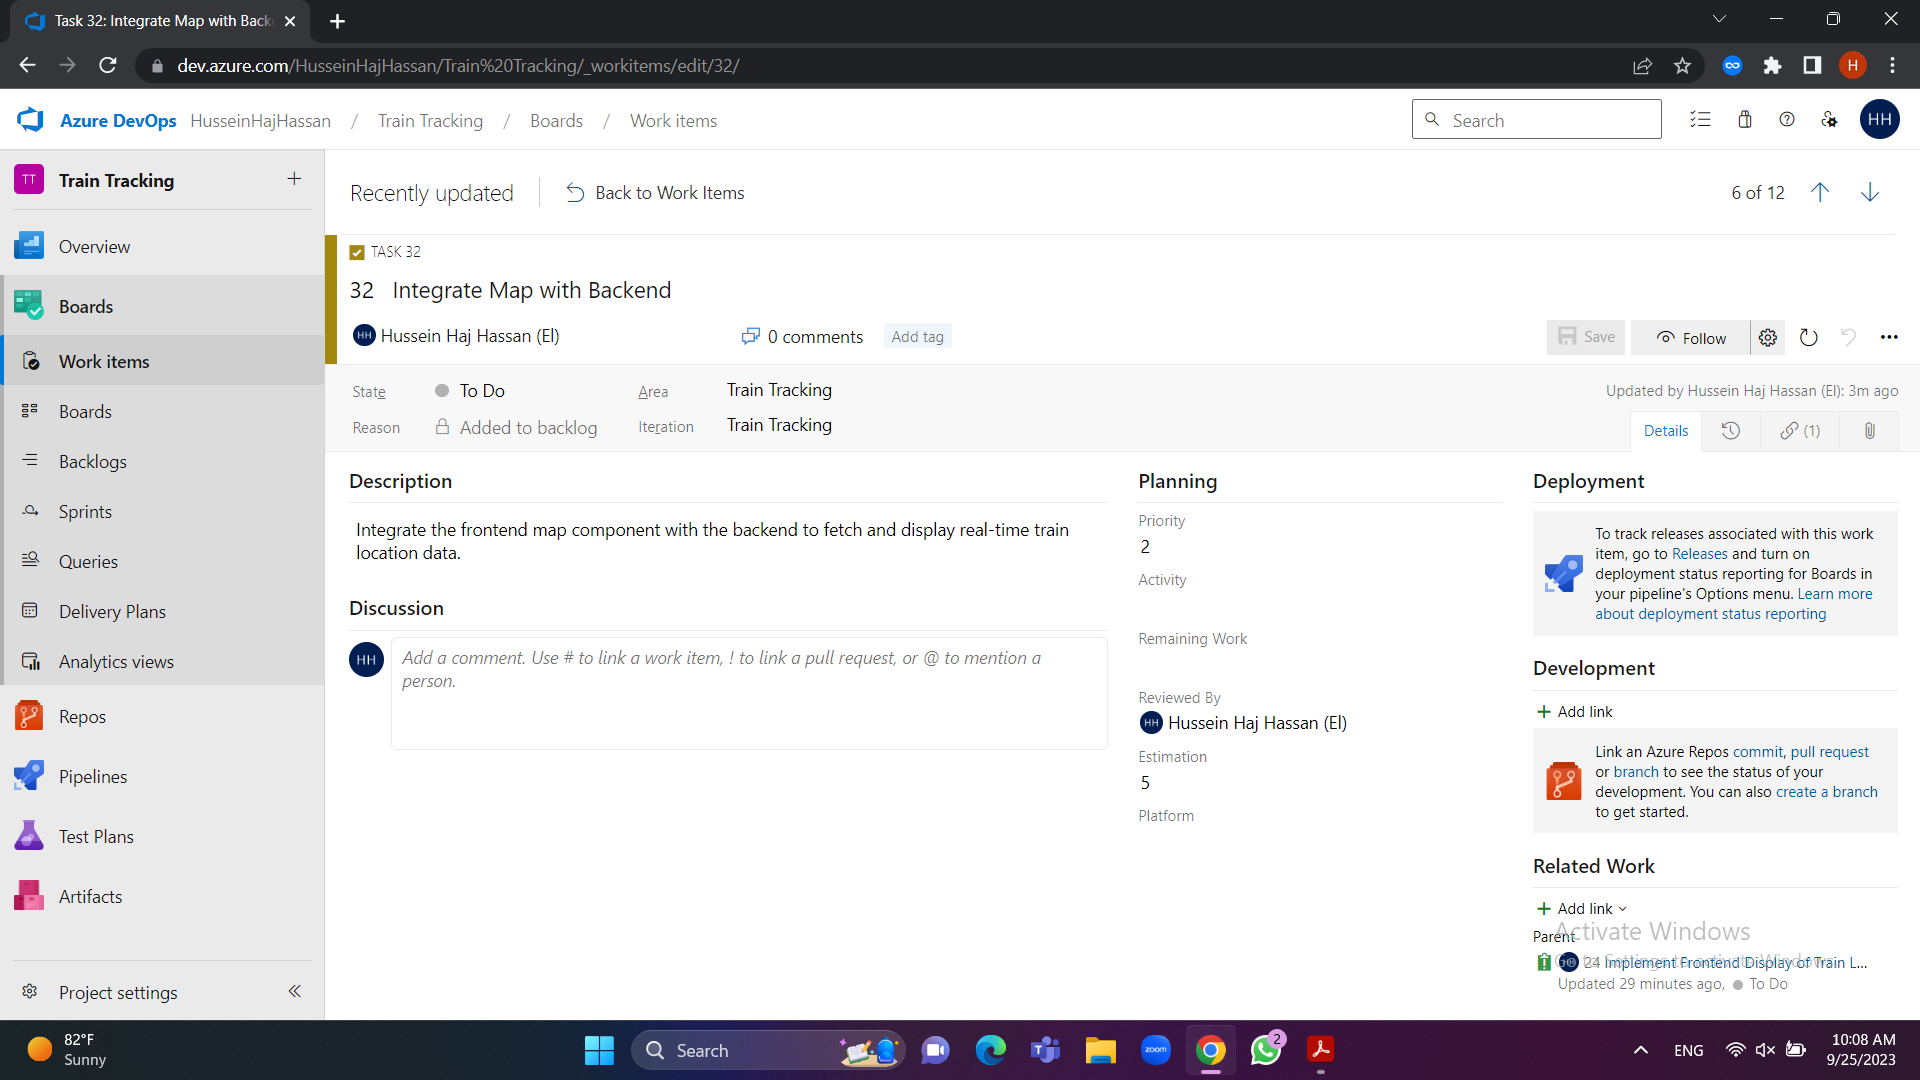 Task 32: Integrate Map with Back
dev.azure.com/HusseinHajHassan/Train%20Tracking/_workitems/edit/32/
H
Azure DevOps HusseinHajHassan / Train Tracking / Boards / Work items
Search
HH
TT Train Tracking
Recently updated
Back to Work Items
6 of 12
Overview
Boards
Work items
Boards
Backlogs
Sprints
Queries
Delivery Plans
Analytics views
Repos
Pipelines
Test Plans
Artifacts
Project settings
TASK 32
32 Integrate Map with Backend
HH Hussein Haj Hassan (El)
0 comments
Add tag
Save
Follow
State To Do
Area Train Tracking
Reason Added to backlog
Iteration Train Tracking
Updated by Hussein Haj Hassan (El): 3m ago
Details
(1)
Description
Integrate the frontend map component with the backend to fetch and display real-time train
location data.
Discussion
HH
Add a comment. Use # to link a work item, ! to link a pull request, or @ to mention a
person.
Planning
Priority
2
Activity
Remaining Work
Reviewed By
HH Hussein Haj Hassan (El)
Estimation
5
Platform
Deployment
To track releases associated with this work
item, go to Releases and turn on
deployment status reporting for Boards in
your pipeline's Options menu. Learn more
about deployment status reporting
Development
Add link
Link an Azure Repos commit, pull request
or branch to see the status of your
development. You can also create a branch
to get started.
Related Work
Add link
Activate Windows
Parent
Go to Settings to activate Windows.
24 Implement Frontend Display of Train L...
Updated 29 minutes ago, To Do
82°F
Sunny
Search
zoom
2
ENG
10:08 AM
9/25/2023